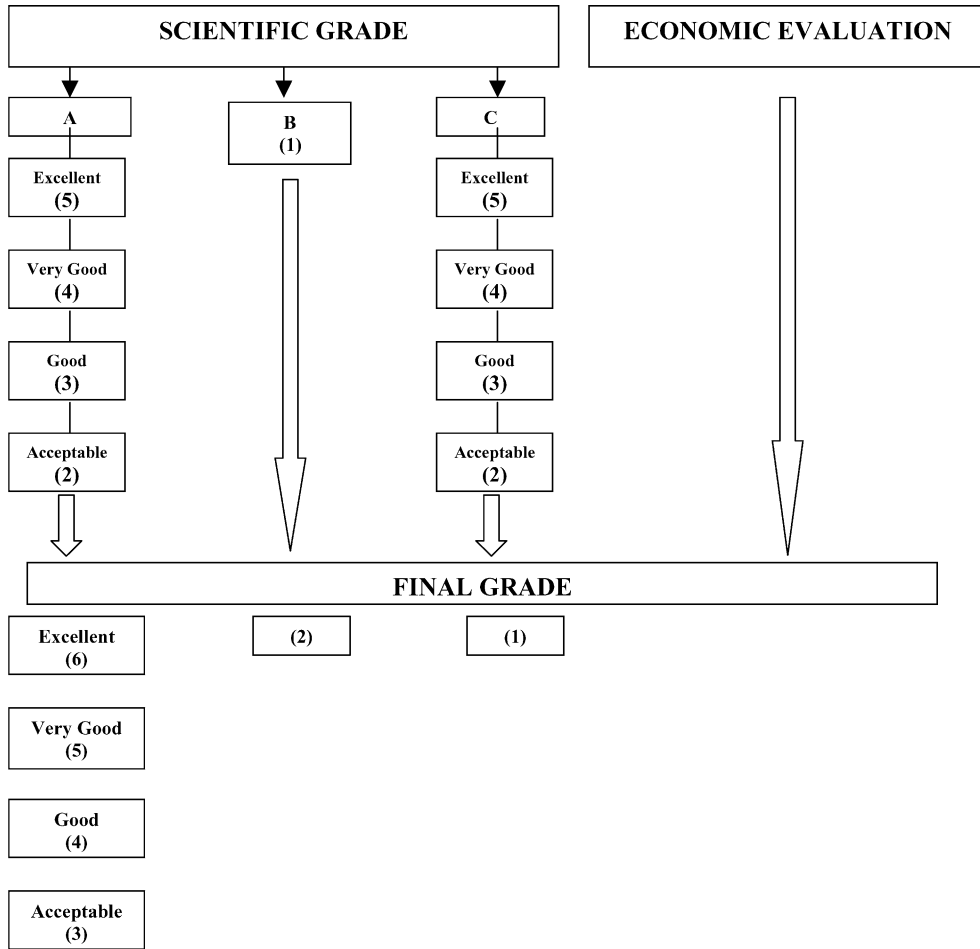 SCIENTIFIC GRADE
ECONOMIC EVALUATION
A
B
(1)
C
Excellent
(5)
Excellent
(5)
Very Good
(4)
Very Good
(4)
Good
(3)
Good
(3)
Acceptable
(2)
Acceptable
(2)
FINAL GRADE
Excellent
(6)
(2)
(1)
Very Good
(5)
Good
(4)
Acceptable
(3)